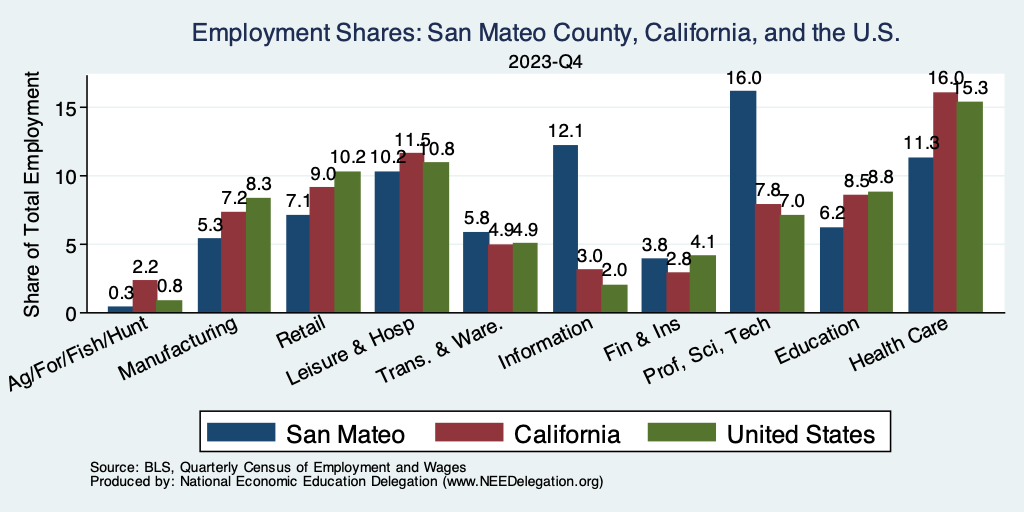 Employment Shares: San Mateo County, California, and the U.S.
2023-Q4
Share of Total Employment
15
10
5
0
0.3 2.2 0.8
5.3 7.2 8.3
7.1 9.0 10.2
10.2 11.5 10.8
5.8 4.9 4.9
12.1 3.0 2.0
3.8 2.8 4.1
16.0 7.8 7.0
6.2 8.5 8.8
11.3 16.0 15.3
Ag/For/Fish/Hunt
Manufacturing
Retail
Leisure & Hosp
Trans. & Ware.
Information
Fin & Ins
Prof, Sci, Tech
Education
Health Care
San Mateo California United States
Source: BLS, Quarterly Census of Employment and Wages
Produced by: National Economic Education Delegation (www.NEEDelegation.org)